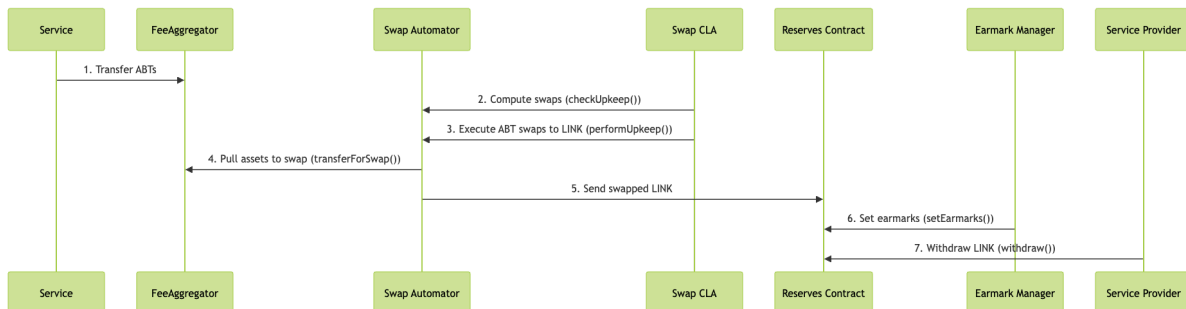 Service
FeeAggregator
Swap Automator
Swap CLA
Reserves Contract
Earmark Manager
Service Provider
1. Transfer ABTs
2. Compute swaps (checkUpkeep())
3. Execute ABT swaps to LINK (performUpkeep())
4. Pull assets to swap (transferForSwap())
5. Send swapped LINK
6. Set earmarks (setEarmarks())
7. Withdraw LINK (withdraw())
Service
FeeAggregator
Swap Automator
Swap CLA
Reserves Contract
Earmark Manager
Service Provider